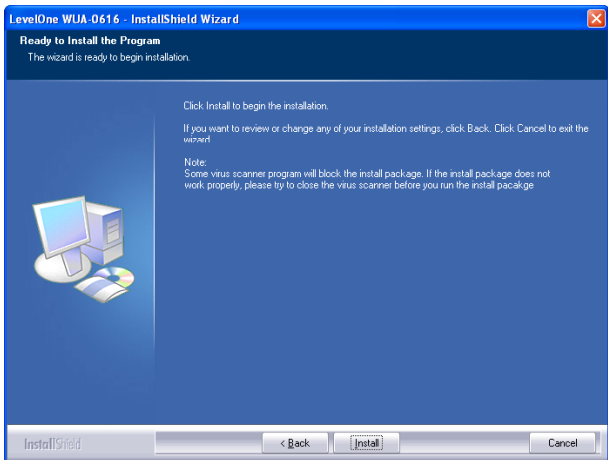 LevelOne WUA-0616 - InstallShield Wizard
Ready to Install the Program
The wizard is ready to begin installation.
Click Install to begin the installation.
If you want to review or change any of your installation settings, click Back. Click Cancel to exit the
wizard
Note:
Some virus scanner program will block the install package. If the install package does not
work properly, please try to close the virus scanner before you run the install pacakge
InstallShield
< Back
Install
Cancel